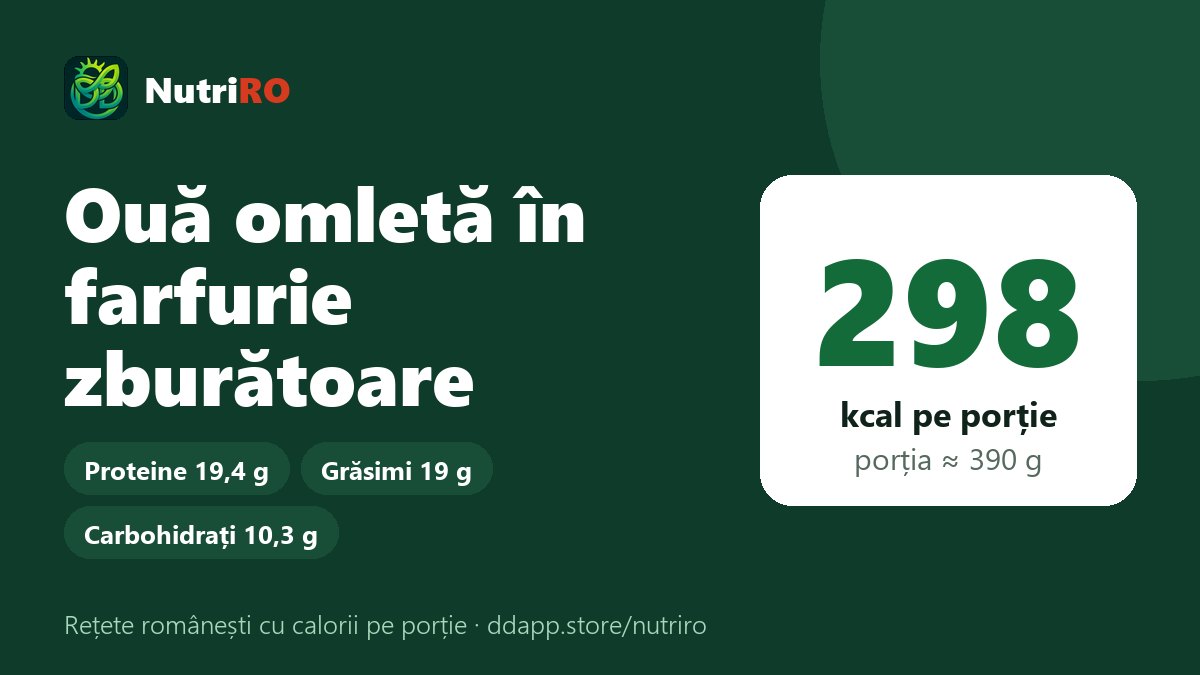 NutriRO
Ouă omletă în
farfurie
zburătoare
298
kcal pe porție
porția ≈ 390 g
Proteine 19,4 g
Grăsimi 19 g
Carbohidrați 10,3 g
Rețete românești cu calorii pe porție · ddapp.store/nutriro